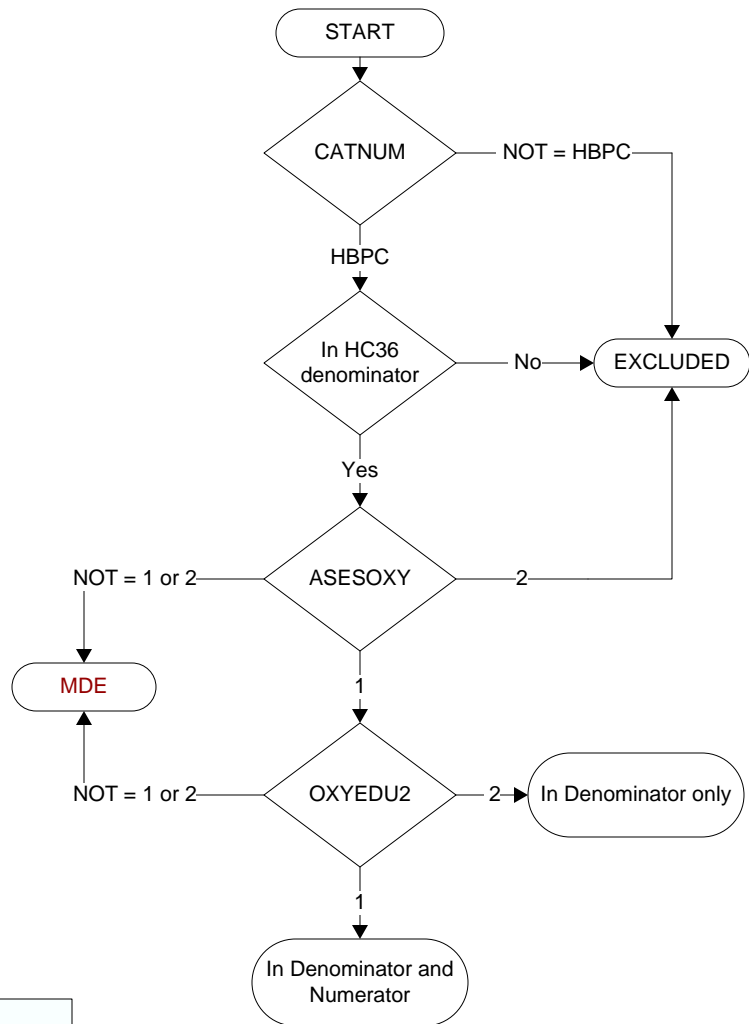 START
CATNUM
NOT = HBPC
HBPC
In HC36
denominator
No
EXCLUDED
Yes
NOT = 1 or 2
ASESOXY
2
MDE
1
NOT = 1 or 2
OXYEDU2
2
In Denominator only
1
In Denominator and
Numerator